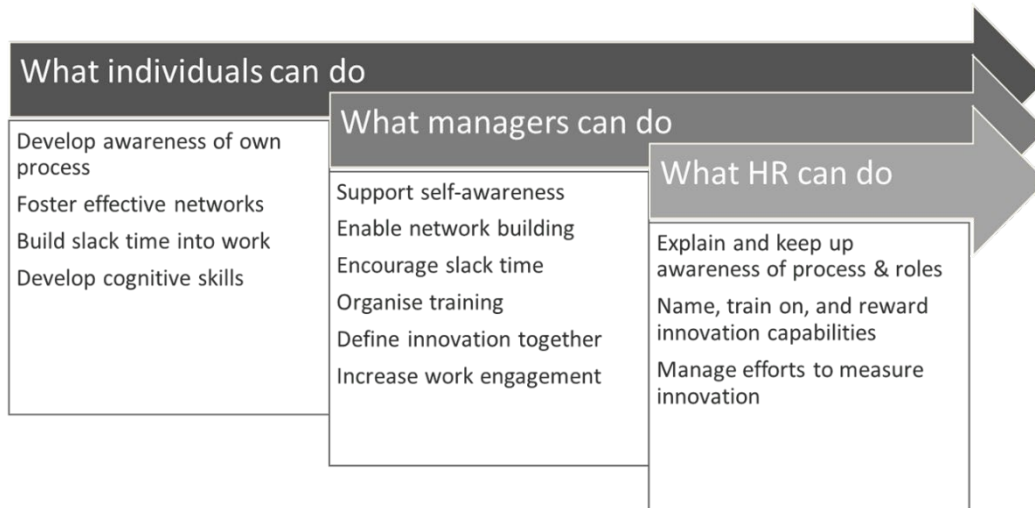 What individuals can do
Develop awareness of own
process
Foster effective networks
Build slack time into work
Develop cognitive skills
What managers can do
Support self-awareness
Enable network building
Encourage slack time
Organise training
Define innovation together
Increase work engagement
What HR can do
Explain and keep up
awareness of process & roles
Name, train on, and reward
innovation capabilities
Manage efforts to measure
innovation